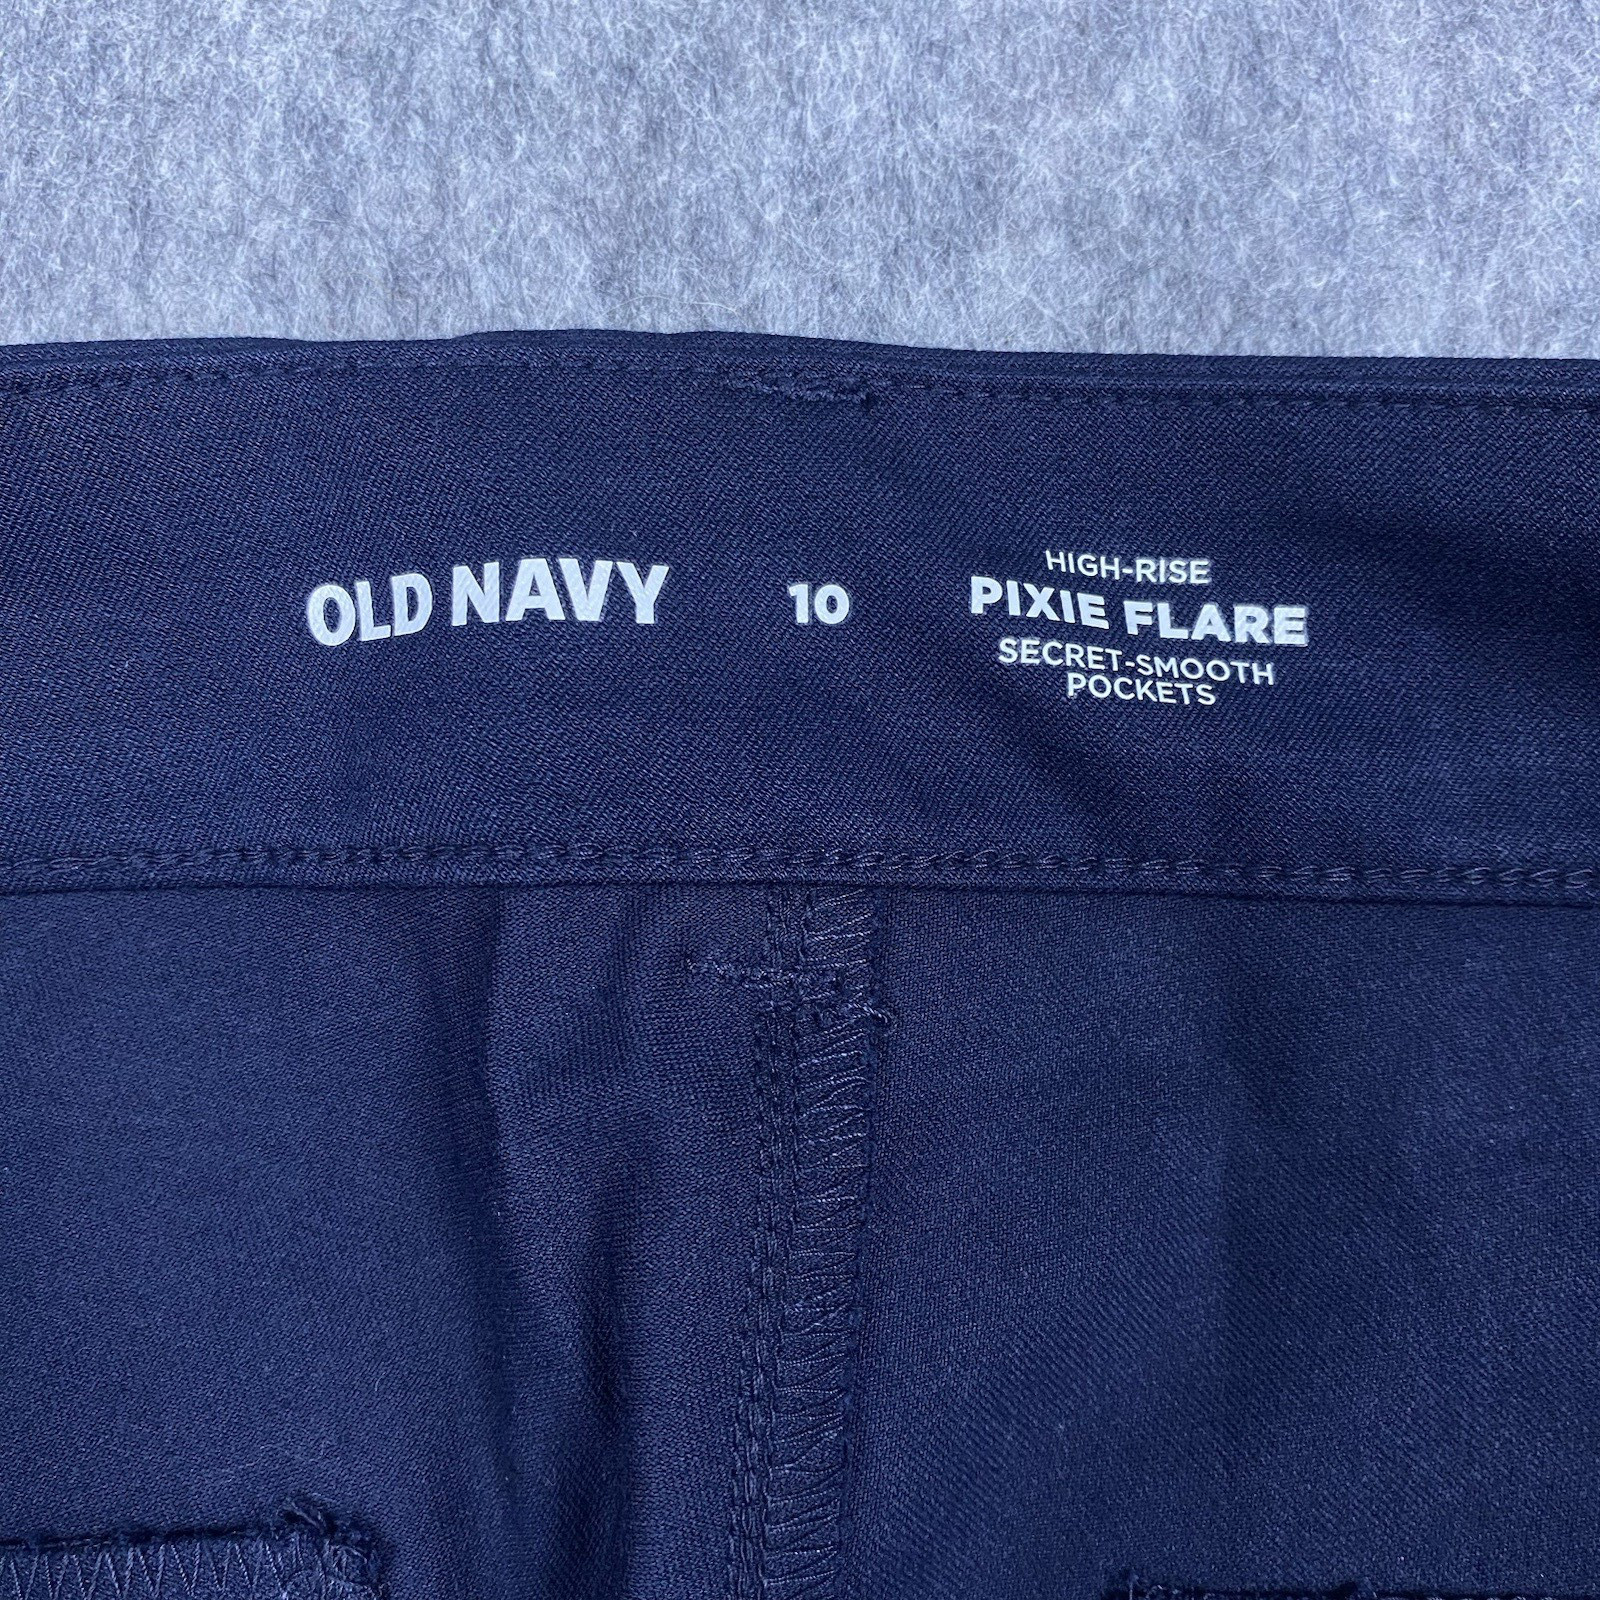 OLD NAVY
10
HIGH-RISE
PIXIE FLARE
SECRET-SMOOTH
POCKETS